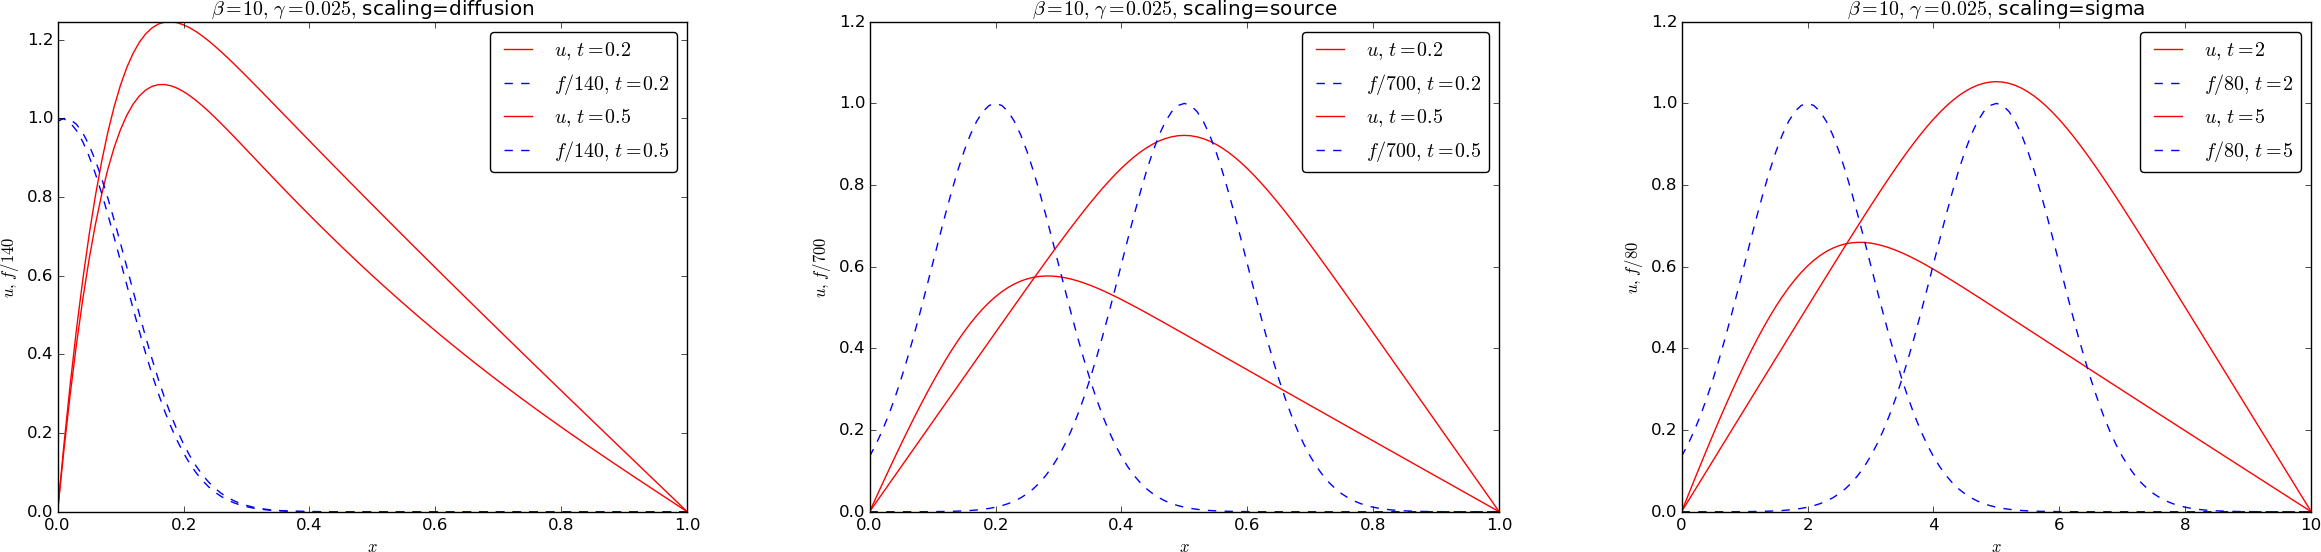 β=10, γ=0.025, scaling=diffusion
u, t=0.2
f/140, t=0.2
u, t=0.5
f/140, t=0.5
u, f/140
1.2
1.0
0.8
0.6
0.4
0.2
0.0
0.0 0.2 0.4 0.6 0.8 1.0
x
β=10, γ=0.025, scaling=source
u, t=0.2
f/700, t=0.2
u, t=0.5
f/700, t=0.5
u, f/700
1.2
1.0
0.8
0.6
0.4
0.2
0.0
0.0 0.2 0.4 0.6 0.8 1.0
x
β=10, γ=0.025, scaling=sigma
u, t=2
f/80, t=2
u, t=5
f/80, t=5
u, f/80
1.2
1.0
0.8
0.6
0.4
0.2
0.0
0 2 4 6 8 10
x